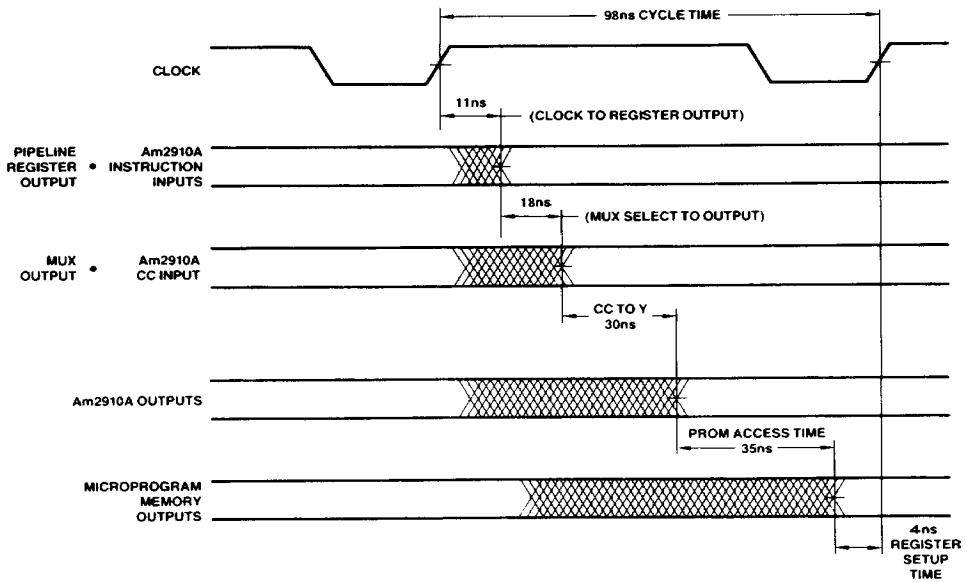 98ns CYCLE TIME
CLOCK
11ns
(CLOCK TO REGISTER OUTPUT)
PIPELINE
REGISTER
OUTPUT
•
Am2910A
INSTRUCTION
INPUTS
18ns
(MUX SELECT TO OUTPUT)
MUX
OUTPUT
•
Am2910A
CC INPUT
CC TO Y
30ns
Am2910A OUTPUTS
PROM ACCESS TIME
35ns
MICROPROGRAM
MEMORY
OUTPUTS
4ns
REGISTER
SETUP
TIME